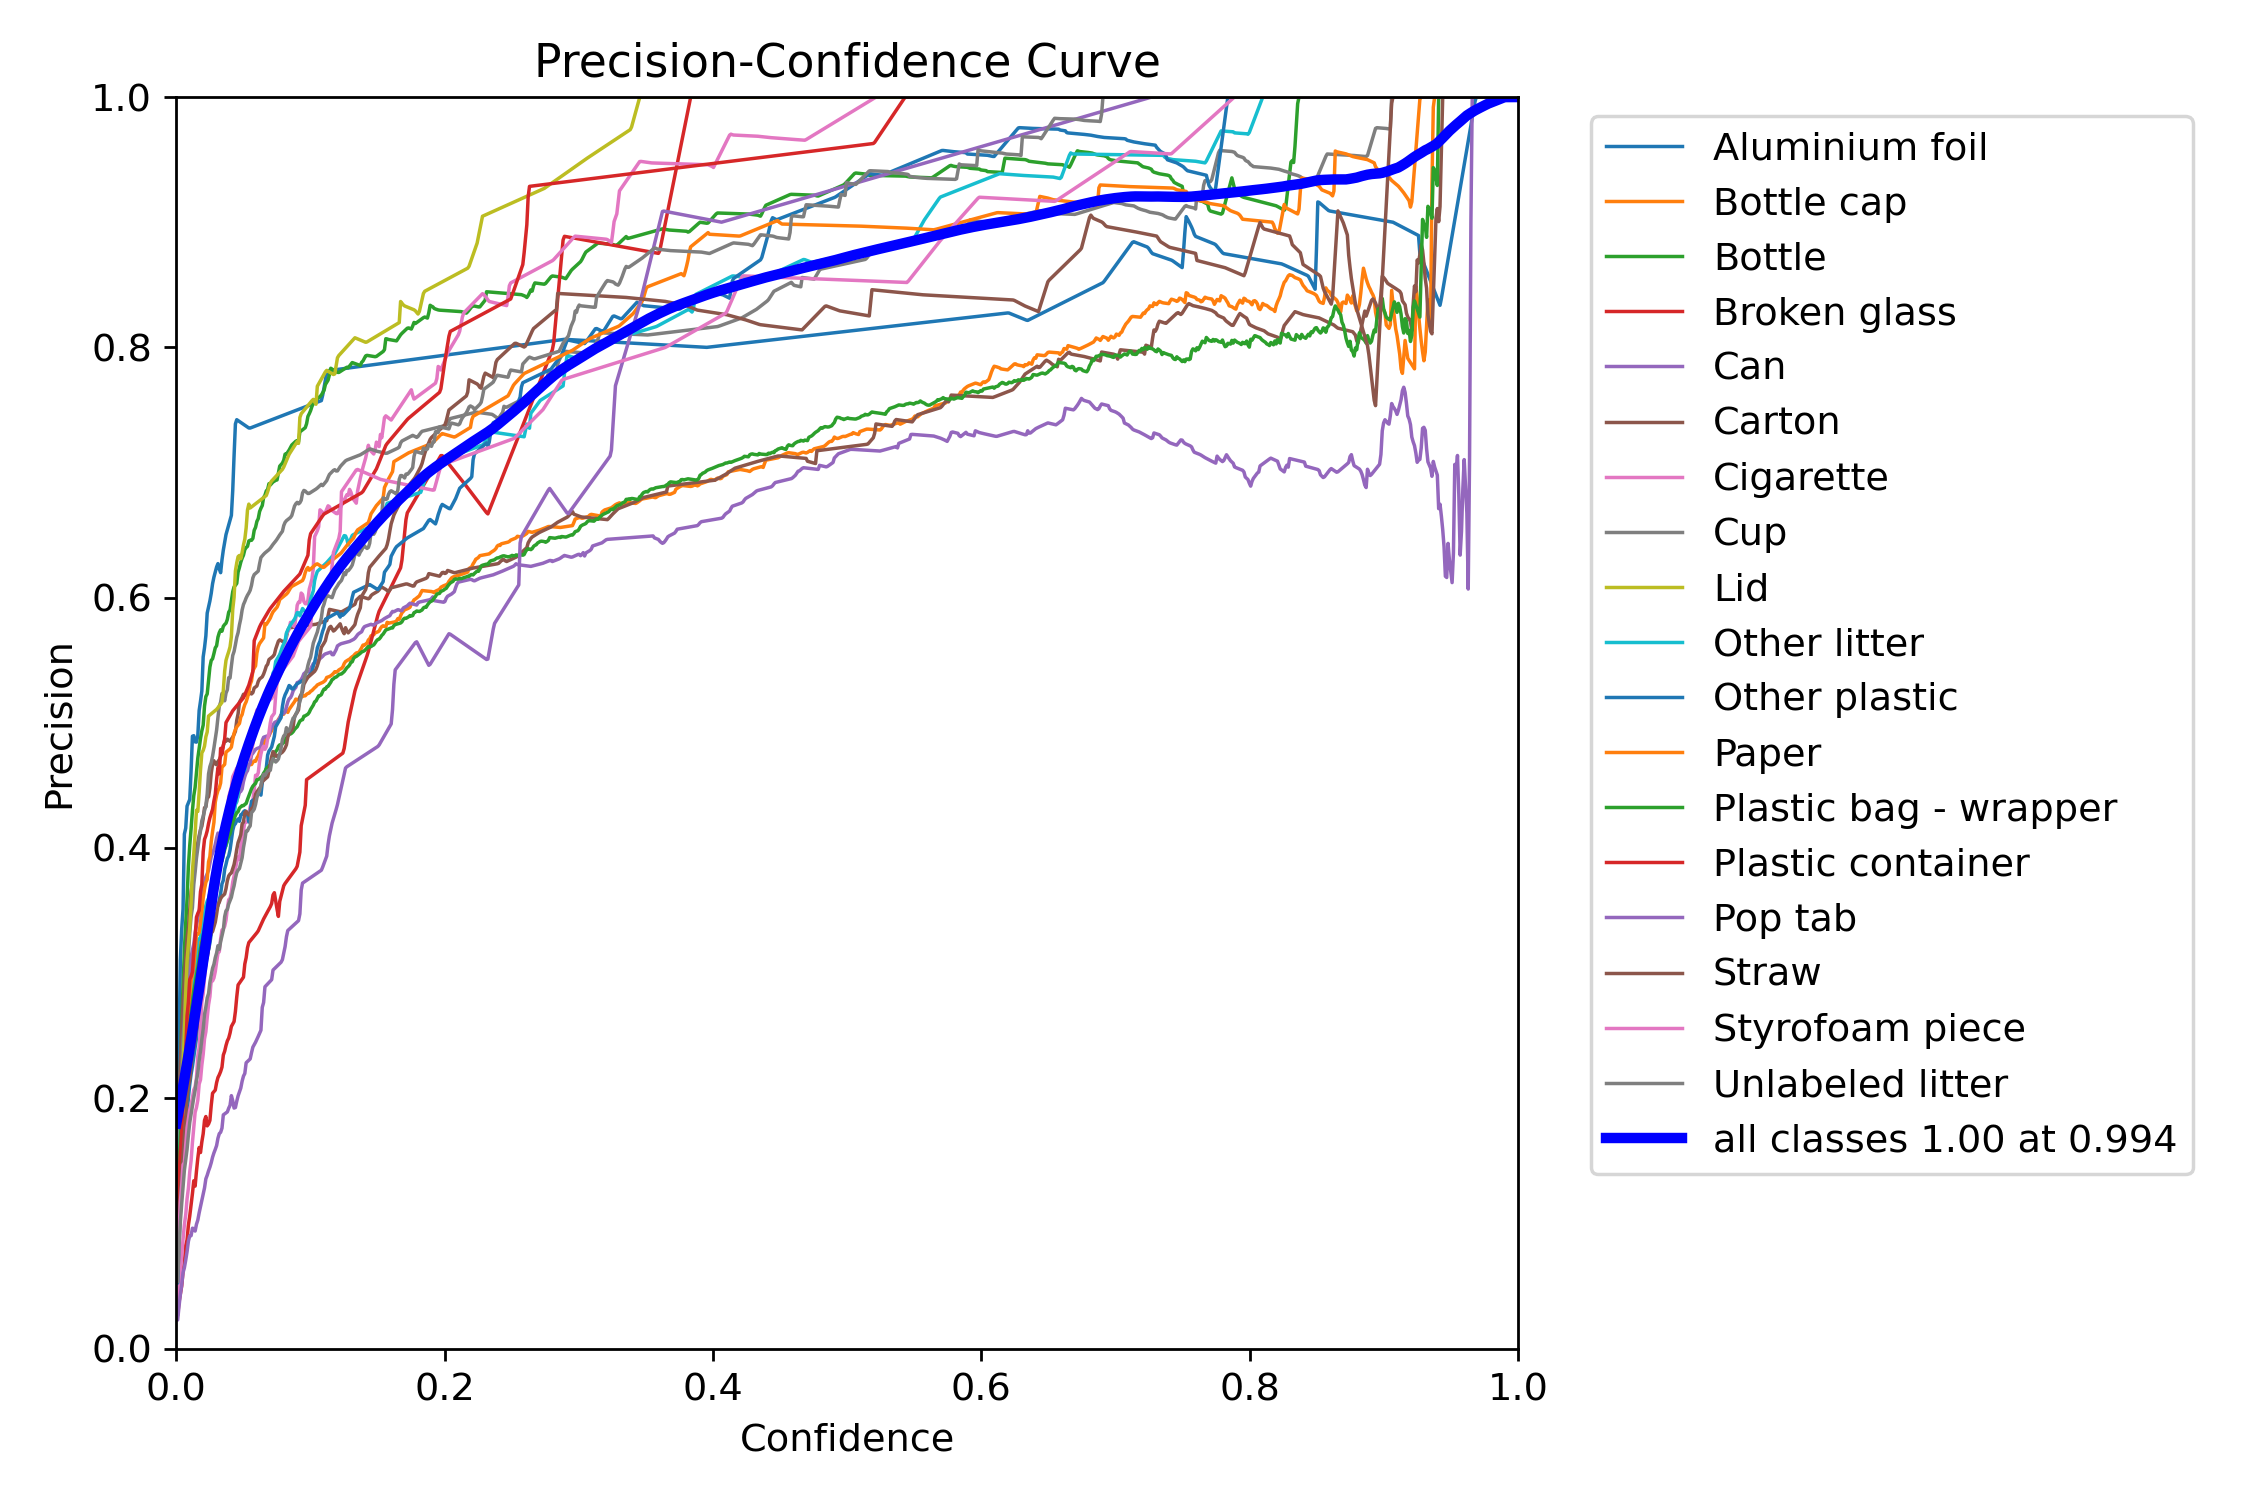 Precision-Confidence Curve
1.0
0.8
0.6
0.4
0.2
0.0
Precision
0.0 0.2 0.4 0.6 0.8 1.0
Confidence
Aluminium foil
Bottle cap
Bottle
Broken glass
Can
Carton
Cigarette
Cup
Lid
Other litter
Other plastic
Paper
Plastic bag - wrapper
Plastic container
Pop tab
Straw
Styrofoam piece
Unlabeled litter
all classes 1.00 at 0.994